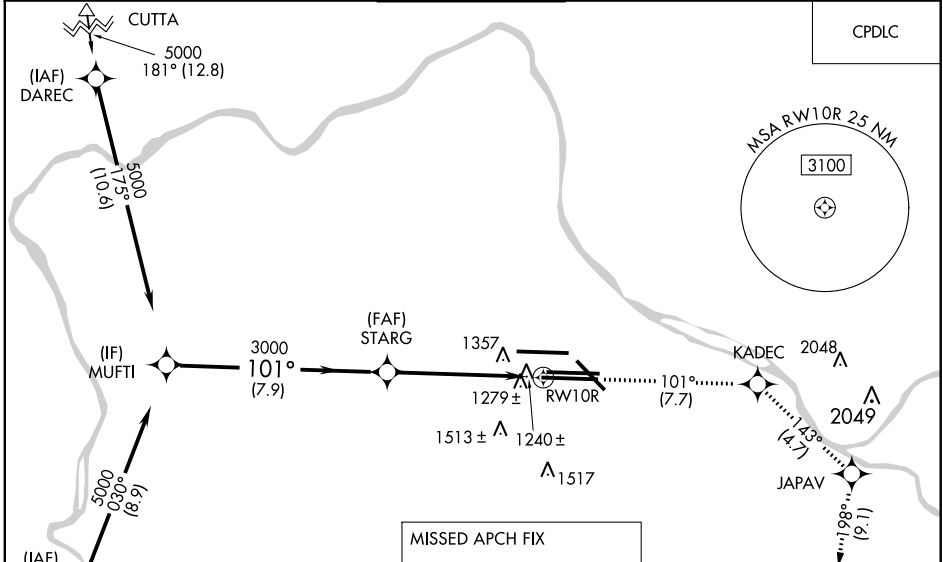 CUTTA
5000
181° (12.8)
(IAF)
DAREC
CPDLC
MSA RW10R 25 NM
3100
5000
175°
(10.6)
(IF)
MUFTI
3000
101°
(7.9)
(FAF)
STARG
1357
1279 ±
1513 ±
1240 ±
1517
RW10R
101°
(7.7)
KADEC
2048
2049
143°
(4.7)
JAPAV
198°
(9.1)
5000
030°
(8.9)
(IAF)
MISSED APCH FIX